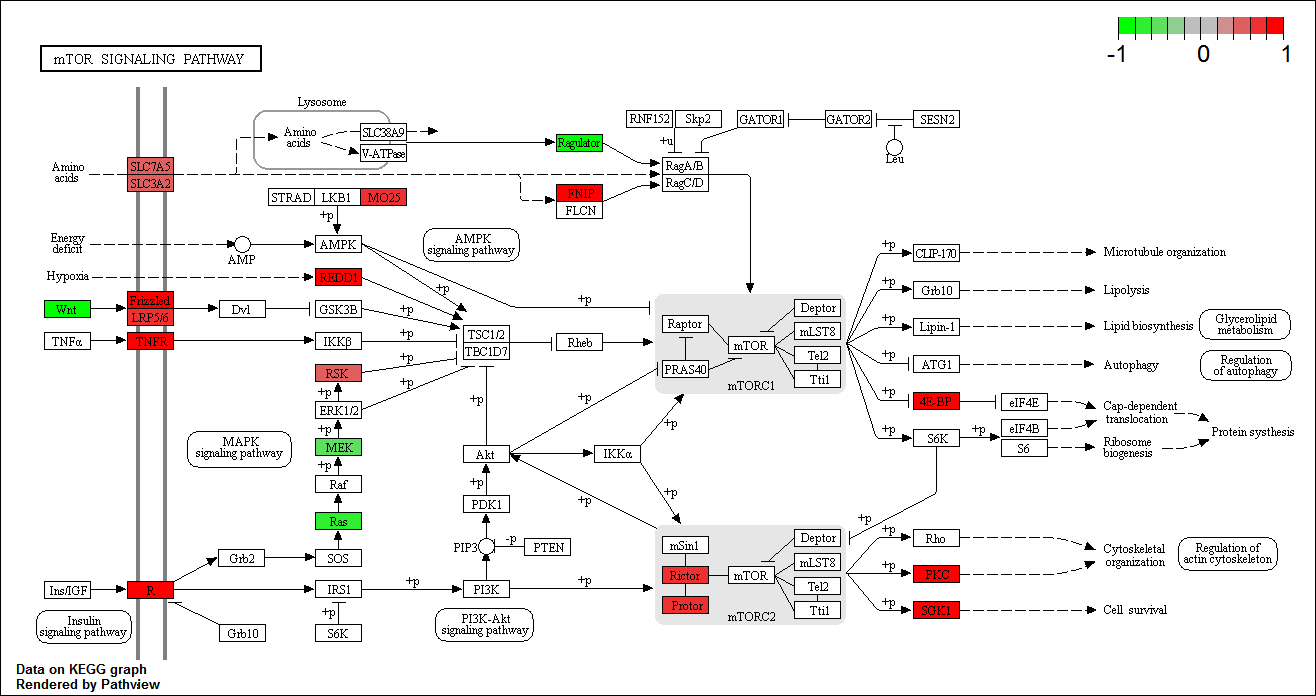 -1 0 1
mTOR SIGNALING PATHWAY
Lysosome
Amino
acids
SLC38A9
V-ATPase
Ragulator
RNF152
Skp2
+u
GATOR1
GATOR2
SESN2
Leu
RagA/B
RagC/D
Amino
acids
SLC7A5
SLC3A2
FNIP
FLCN
STRAD
LKB1
MO25
+p
Energy
deficit
AMP
AMPK
AMPK
signaling pathway
Hypoxia
REDD1
+p
+p
Wnt
Frizzled
LRP5/6
Dvl
GSK3B
+p
TNFα
TNFR
IKKβ
+p
TSC1/2
TBC1D7
Rheb
RSK
+p
+p
ERK1/2
+p
+p
MEK
+p
Raf
Ras
MAPK
signaling pathway
SOS
Grb2
Ins/IGF
R
IRS1
+p
+p
S6K
Grb10
Insulin
signaling pathway
PI3K
+p
PI3K-Akt
signaling pathway
PIP3
-p
PTEN
PDK1
+p
Akt
+p
+p
+p
IKKα
+p
+p
Raptor
PRAS40
mTOR
Deptor
mLST8
Tel2
Tti1
mTORC1
mSin1
Rictor
Protor
mTOR
Deptor
mLST8
Tel2
Tti1
mTORC2
+p
CLIP-170
Microtubule organization
+p
Grb10
Lipolysis
+p
Lipin-1
Lipid biosynthesis
Glycerolipid
metabolism
+p
ATG1
Autophagy
Regulation
of autophagy
+p
4E-BP
eIF4E
Cap-dependent
translocation
+p
S6K
+p
eIF4B
S6
Ribosome
biogenesis
Protein systhesis
+p
+p
Rho
Cytoskeletal
organization
Regulation of
actin cytoskeleton
+p
PKC
+p
SGK1
Cell survival
Data on KEGG graph
Rendered by Pathview